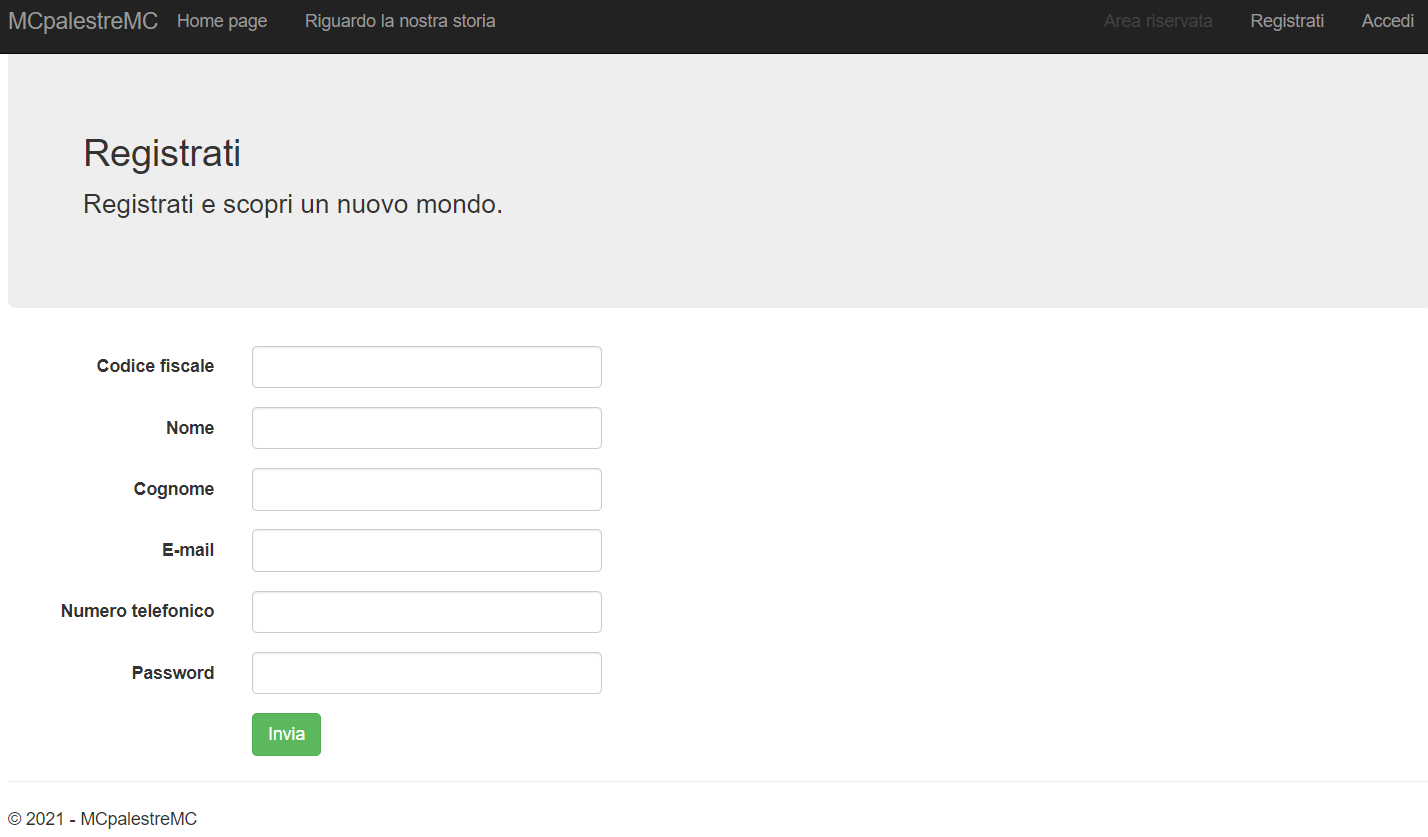 MCpalestreMC Home page Riguardo la nostra storia Area riservata Registrati Accedi
Registrati
Registrati e scopri un nuovo mondo.
Codice fiscale
Nome
Cognome
E-mail
Numero telefonico
Password
Invia
© 2021 - MCpalestreMC